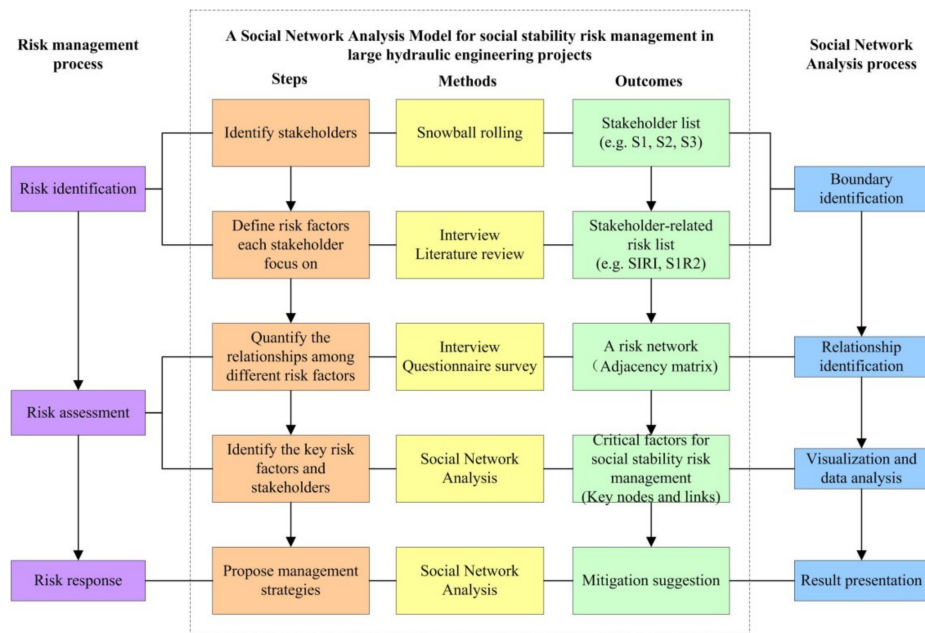 Risk management
process
A Social Network Analysis Model for social stability risk management in
large hydraulic engineering projects
Social Network
Analysis process
Steps
Methods
Outcomes
Identify stakeholders
Snowball rolling
Stakeholder list
(e.g. S1, S2, S3)
Risk identification
Boundary
identification
Define risk factors
each stakeholder
focus on
Interview
Literature review
Stakeholder-related
risk list
(e.g. SIRI, S1R2)
Quantify the
relationships among
different risk factors
Interview
Questionnaire survey
A risk network
（Adjacency matrix)
Relationship
identification
Risk assessment
Identify the key risk
factors and
stakeholders
Social Network
Analysis
Critical factors for
social stability risk
management
(Key nodes and links)
Visualization and
data analysis
Risk response
Propose management
strategies
Social Network
Analysis
Mitigation suggestion
Result presentation